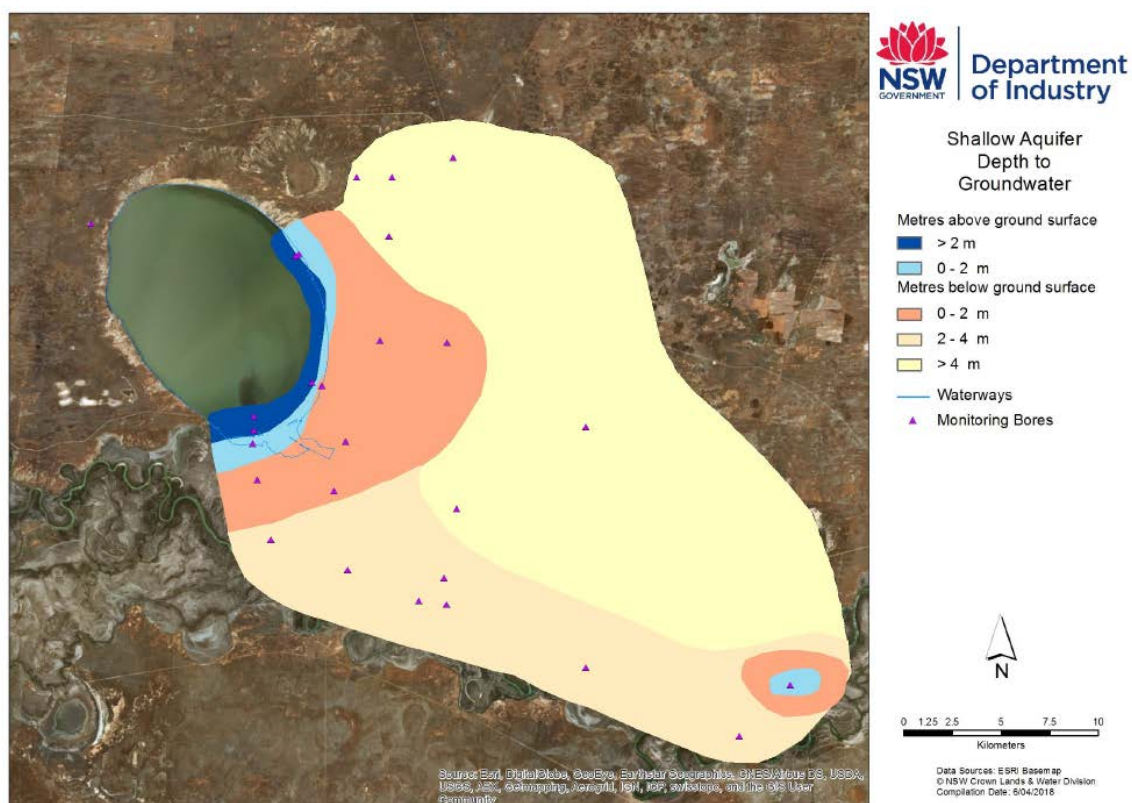 NSW
GOVERNMENT
Department
of Industry
Shallow Aquifer
Depth to
Groundwater
Metres above ground surface
> 2 m
0 - 2 m
Metres below ground surface
0 - 2 m
2 - 4 m
> 4 m
Waterways
Monitoring Bores
N
0 1.25 2.5 5 7.5 10
Kilometers
Data Sources: ESRI Basemap
© NSW Crown Lands & Water Division
Compilation Date: 6/04/2018
Source: Esri, DigitalGlobe, GeoEye, Earthstar Geographics, CNES/Airbus DS, USDA,
USGS, AEX, Getmapping, Aerogrid, IGN, IGP, swisstopo, and the GIS User
Community